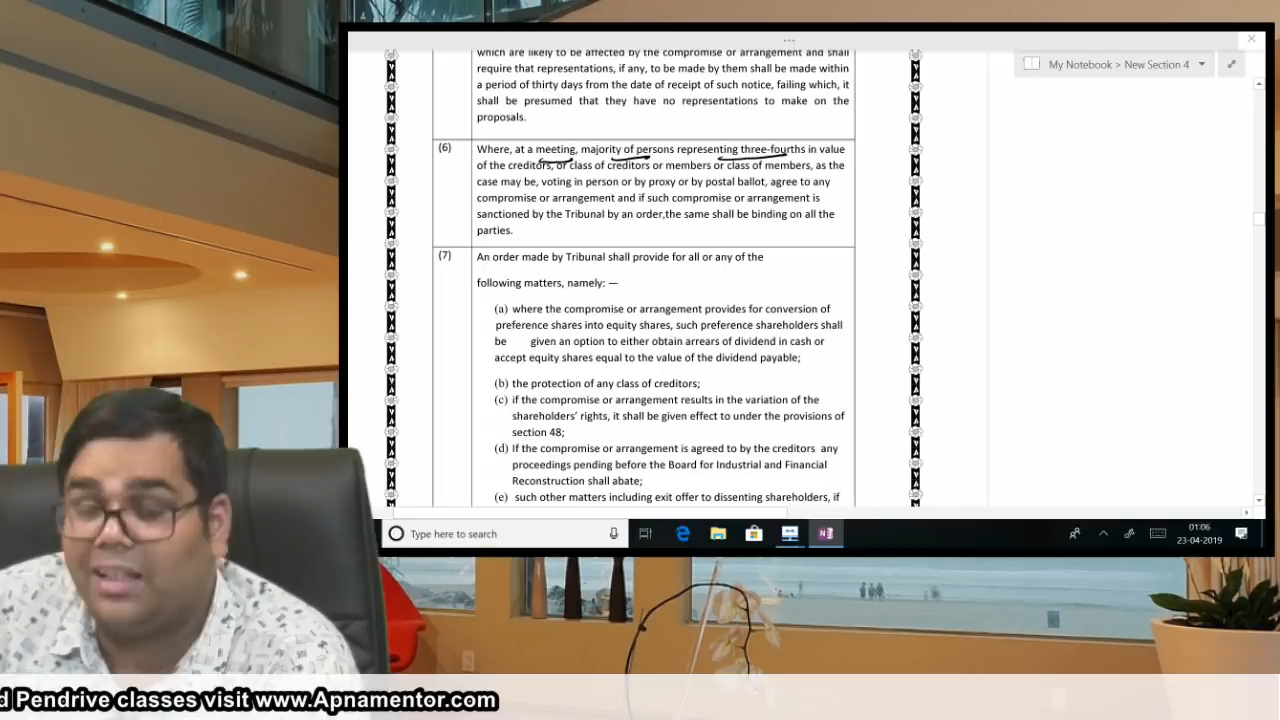 which are likely to be affected by the compromise or arrangement and shall
require that representations, if any, to be made by them shall be made within
a period of thirty days from the date of receipt of such notice, failing which, it
shall be presumed that they have no representations to make on the
proposals.
(6) Where, at a meeting, majority of persons representing three-fourths in value
of the creditors, or class of creditors or members or class of members, as the
case may be, voting in person or by proxy or by postal ballot, agree to any
compromise or arrangement and if such compromise or arrangement is
sanctioned by the Tribunal by an order,the same shall be binding on all the
parties.
(7) An order made by Tribunal shall provide for all or any of the
following matters, namely: —
(a) where the compromise or arrangement provides for conversion of
preference shares into equity shares, such preference shareholders shall
be given an option to either obtain arrears of dividend in cash or
accept equity shares equal to the value of the dividend payable;
(b) the protection of any class of creditors;
(c) if the compromise or arrangement results in the variation of the
shareholders' rights, it shall be given effect to under the provisions of
section 48;
(d) If the compromise or arrangement is agreed to by the creditors any
proceedings pending before the Board for Industrial and Financial
Reconstruction shall abate;
(e) such other matters including exit offer to dissenting shareholders, if
My Notebook > New Section 4
Type here to search
01:06
23-04-2019
d Pendrive classes visit www.Apnamentor.com